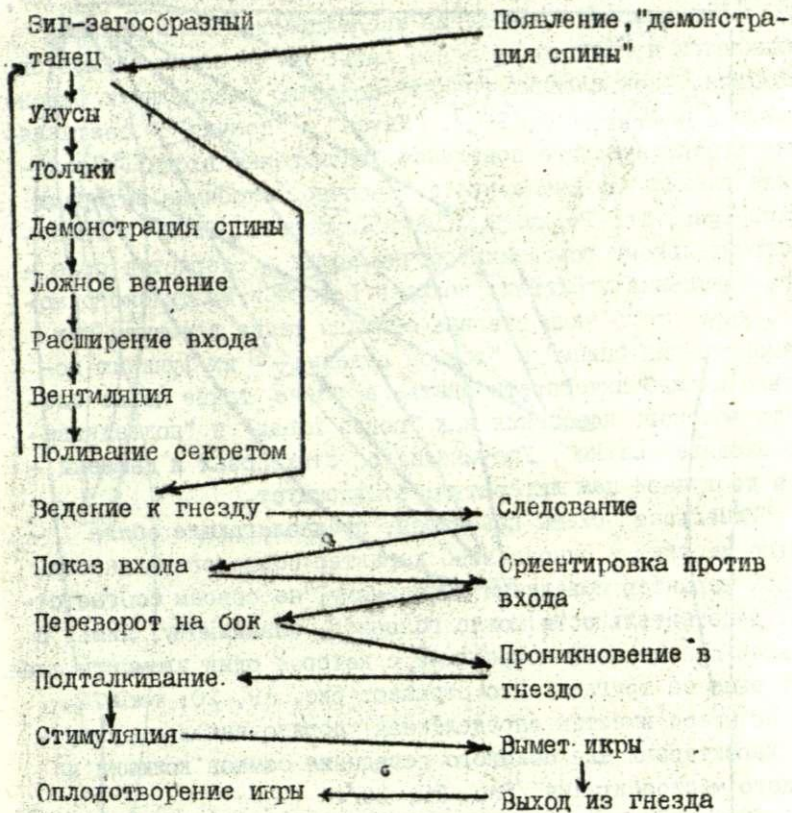 Зиг-загообразный
танец
Появление,"демонстра-
ция спины"
Укусы
Толчки
Демонстрация спины
Ложное ведение
Расширение входа
Вентиляция
Поливание секретом
Ведение к гнезду
Следование
Показ входа
Ориентировка против
входа
Переворот на бок
Проникновение в
гнездо
Подталкивание.
Стимуляция
Вымет икры
Оплодотворение икры
Выход из гнезда